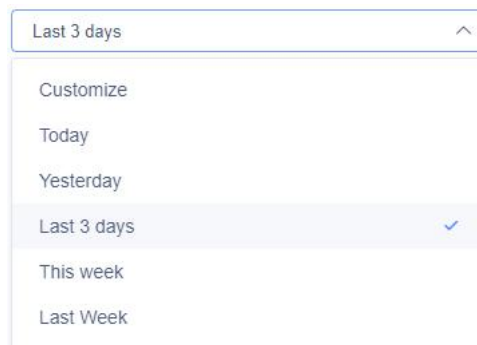 Last 3 days
Customize
Today
Yesterday
Last 3 days
This week
Last Week